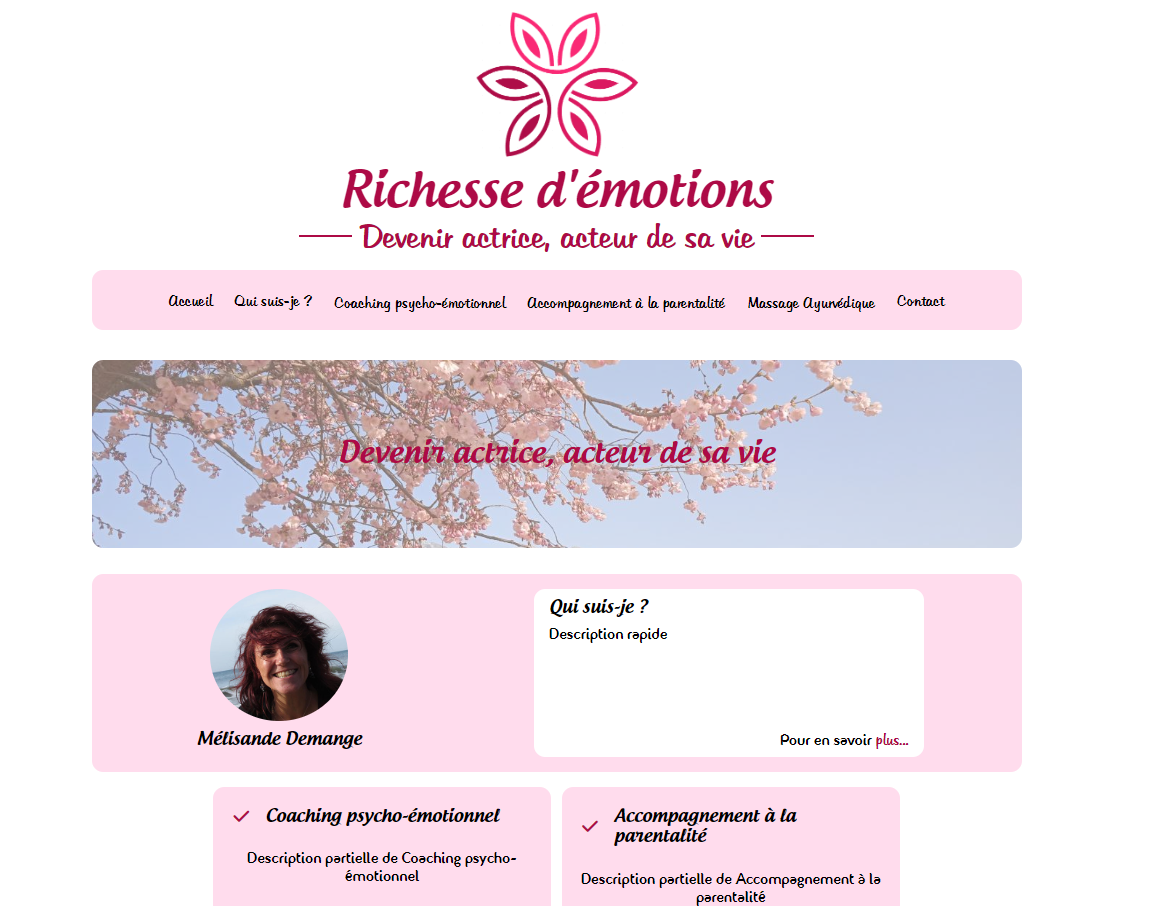 Richesse d'émotions
Devenir actrice, acteur de sa vie
Accueil Qui suis-je ? Coaching psycho-émotionnel Accompagnement à la parentalité Massage Ayurvédique Contact
Devenir actrice, acteur de sa vie
Qui suis-je ?
Description rapide
Pour en savoir plus...
Mélisande Demange
Coaching psycho-émotionnel
Description partielle de Coaching psycho-
émotionnel
Accompagnement à la
parentalité
Description partielle de Accompagnement à la
parentalité